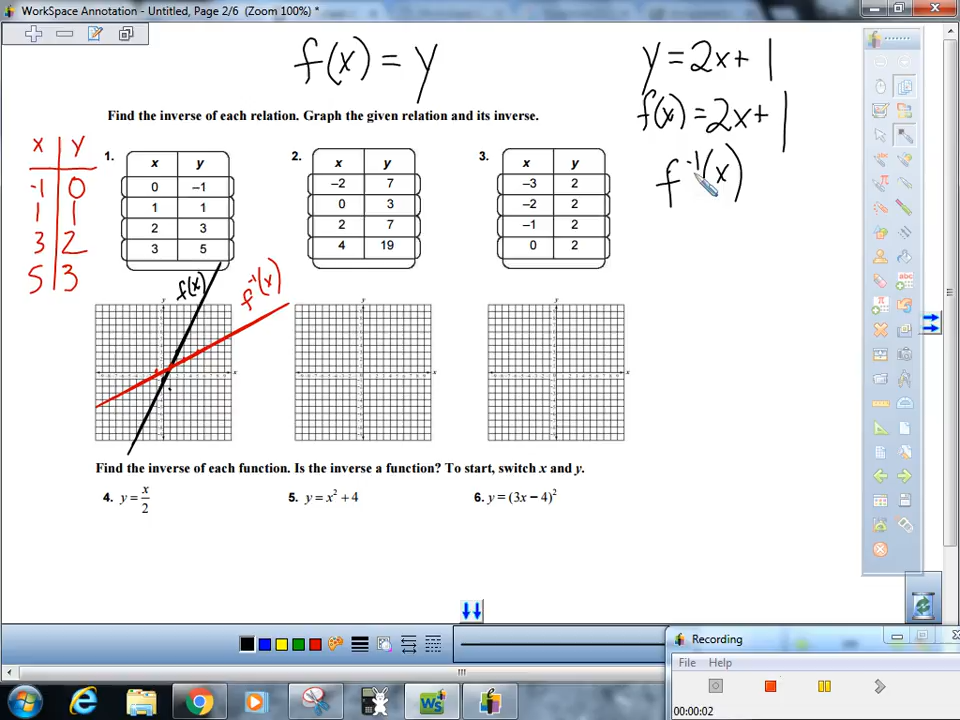 WorkSpace Annotation - Untitled, Page 2/6 (Zoom 100%) *
f(x) = y
y = 2x + 1
f(x) = 2x + 1
f⁻¹(x)
Find the inverse of each relation. Graph the given relation and its inverse.
x y
-1 0
1 1
3 2
5 3
1.
x y
0 –1
1 1
2 3
3 5
2.
x y
–2 7
0 3
2 7
4 19
3.
x y
–3 2
–2 2
–1 2
0 2
f(x)
f⁻¹(x)
y
x
y
x
y
x
Find the inverse of each function. Is the inverse a function? To start, switch x and y.
4. y = x/2
5. y = x² + 4
6. y = (3x – 4)²
Recording
File Help
00:00:02